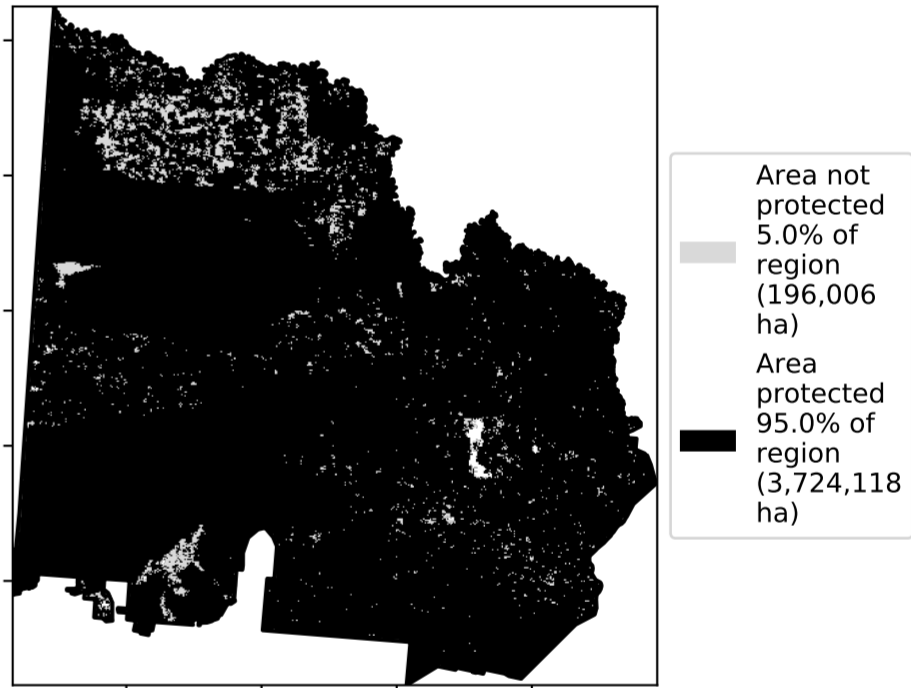 Area not
protected
5.0% of
region
(196,006
ha)
Area
protected
95.0% of
region
(3,724,118
ha)